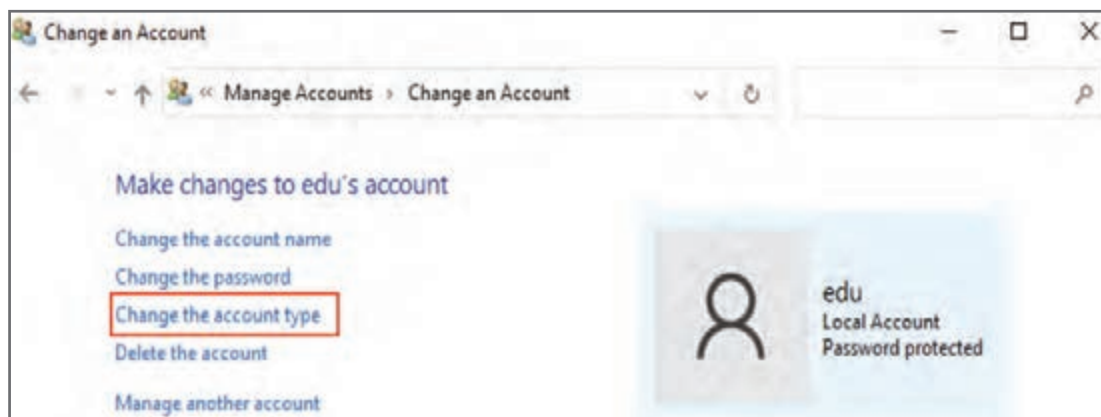 Change an Account
« Manage Accounts › Change an Account
Make changes to edu's account
Change the account name
Change the password
Change the account type
Delete the account
Manage another account
edu
Local Account
Password protected